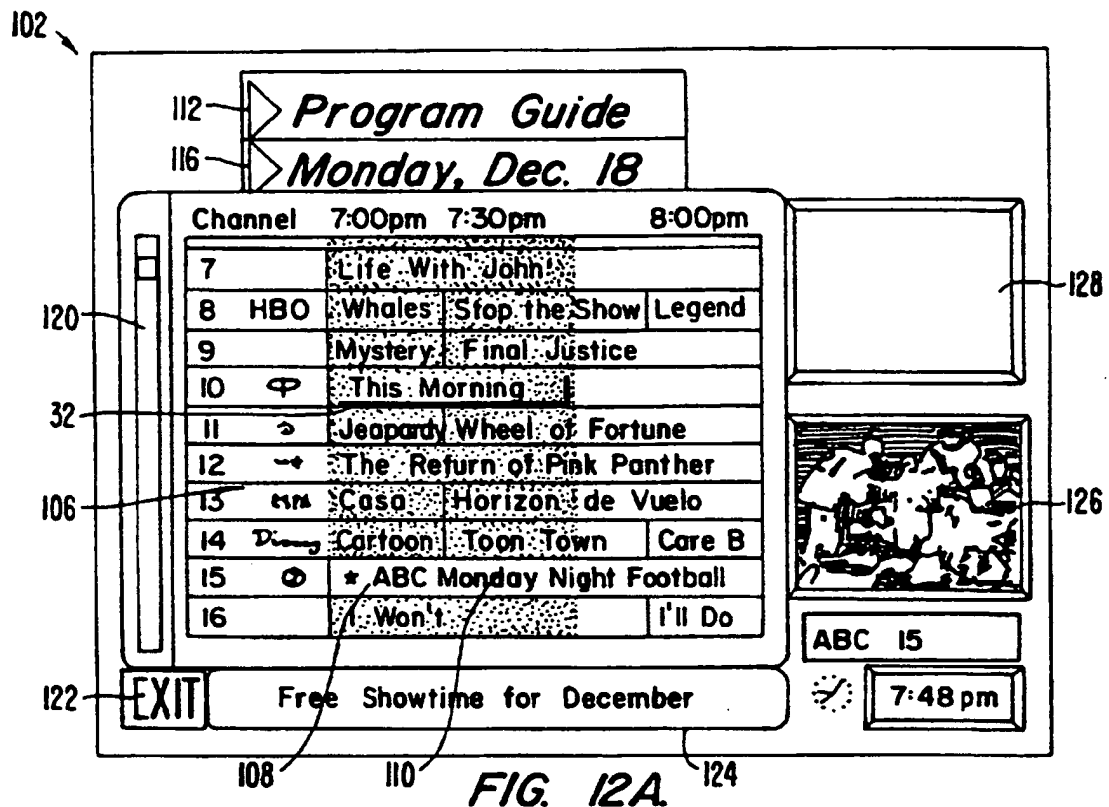 102
112
Program Guide
116
Monday, Dec. 18
Channel 7:00pm 7:30pm 8:00pm
7 Life With John'
128
120
8 HBO Whales Stop the Show Legend
9 Mystery Final Justice
10 This Morning
32
11 Jeapardy Wheel of Fortune
12 The Return of Pink Panther
106
13 Casa Horizon de Vuelo
126
14 Disney Cartoon Toon Town Care B
15 * ABC Monday Night Football
16 I Won't I'll Do
ABC 15
122
EXIT
Free Showtime for December
7:48pm
108
110
124
FIG. 12A.